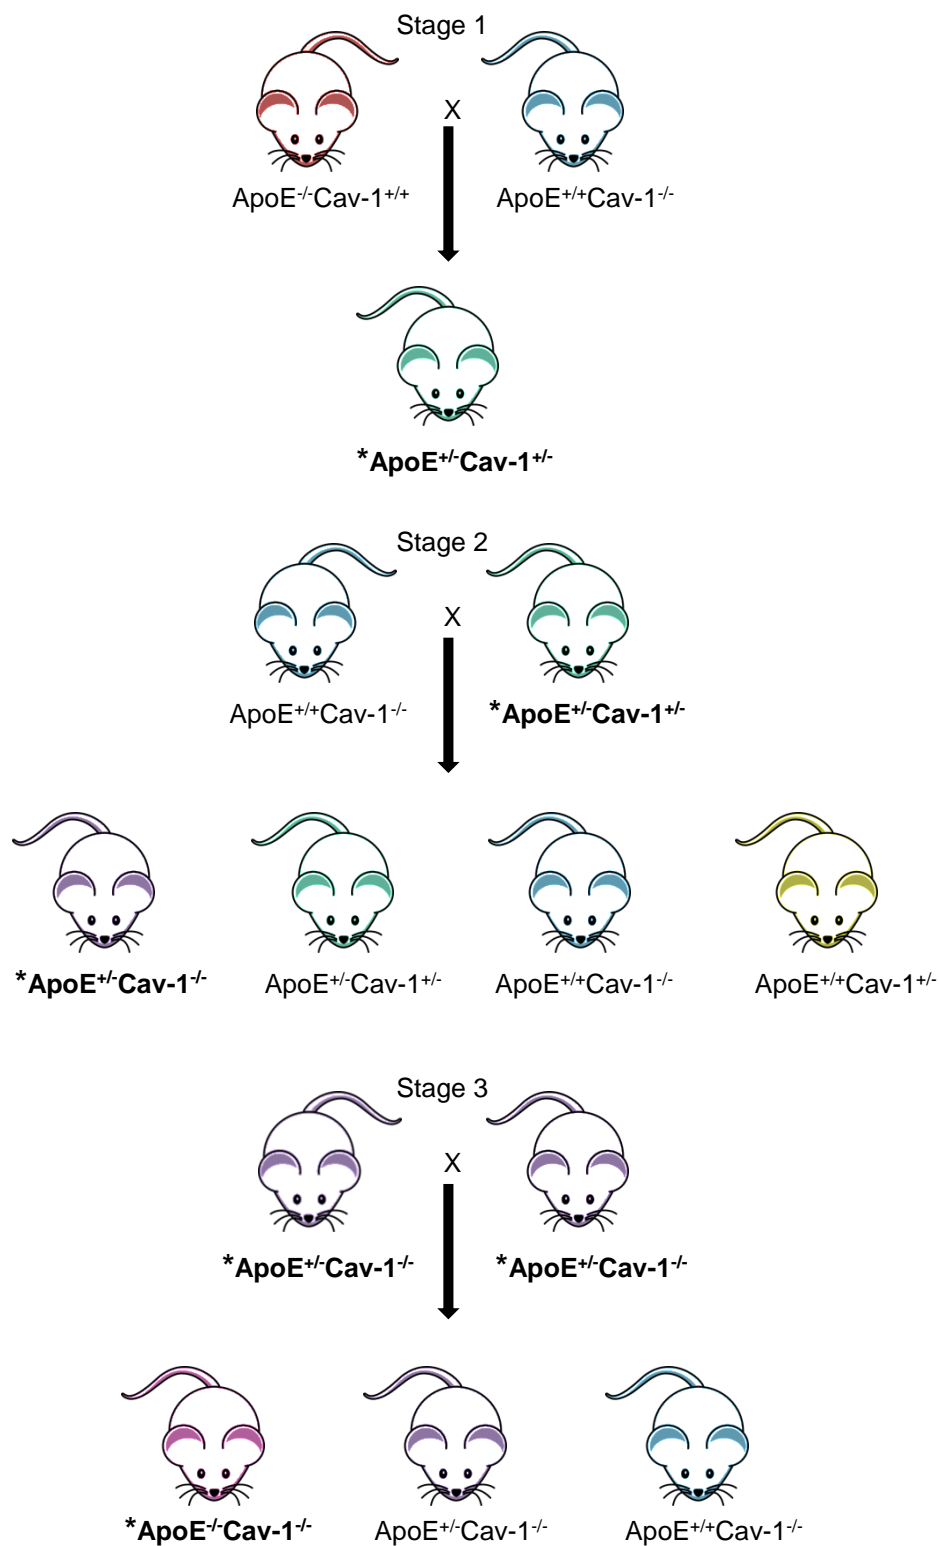 Stage 1
X
ApoE-/-Cav-1+/+
ApoE+/+Cav-1-/-
*ApoE+/-Cav-1+/-
Stage 2
X
ApoE+/+Cav-1-/-
*ApoE+/-Cav-1+/-
*ApoE+/-Cav-1-/-
ApoE+/-Cav-1+/-
ApoE+/+Cav-1-/-
ApoE+/+Cav-1+/-
Stage 3
X
*ApoE+/-Cav-1-/-
*ApoE+/-Cav-1-/-
*ApoE-/-Cav-1-/-
ApoE+/-Cav-1-/-
ApoE+/+Cav-1-/-